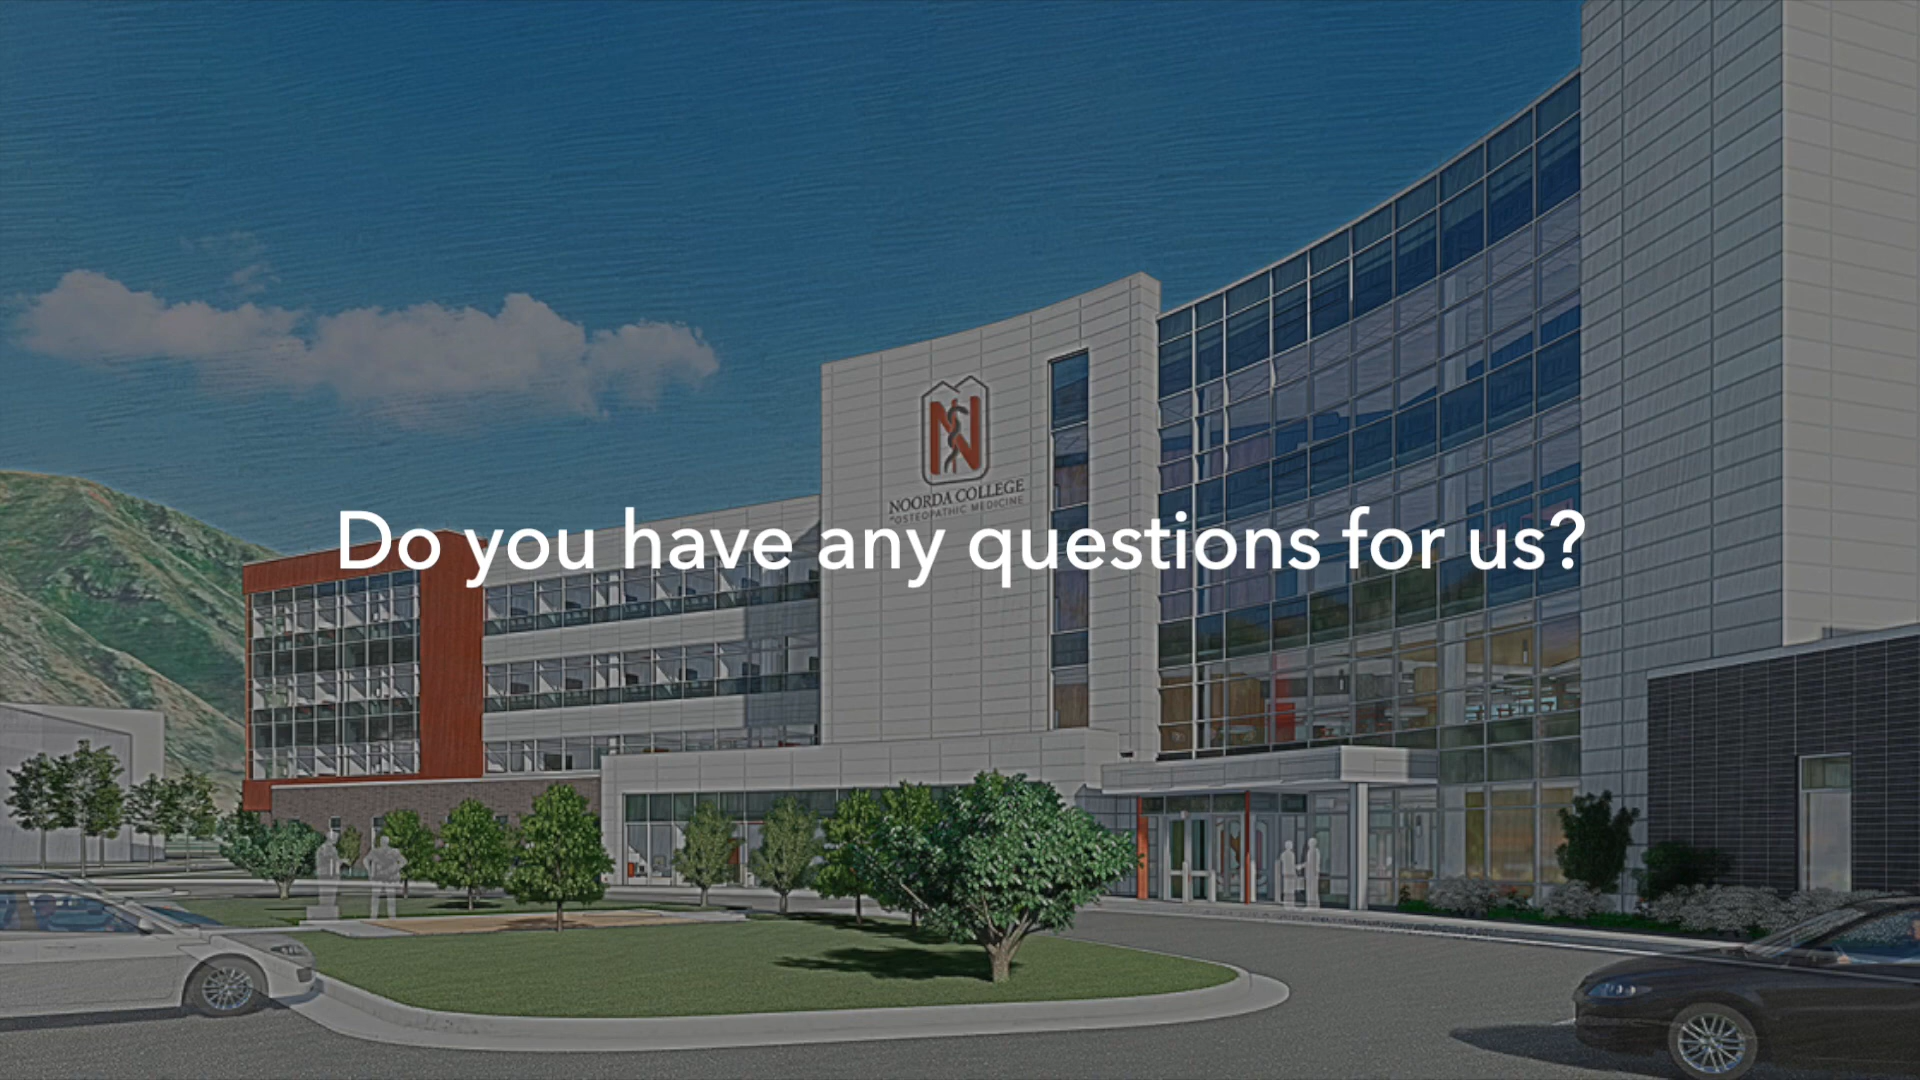 NOORDA COLLEGE
OSTEOPATHIC MEDICINE
Do you have any questions for us?